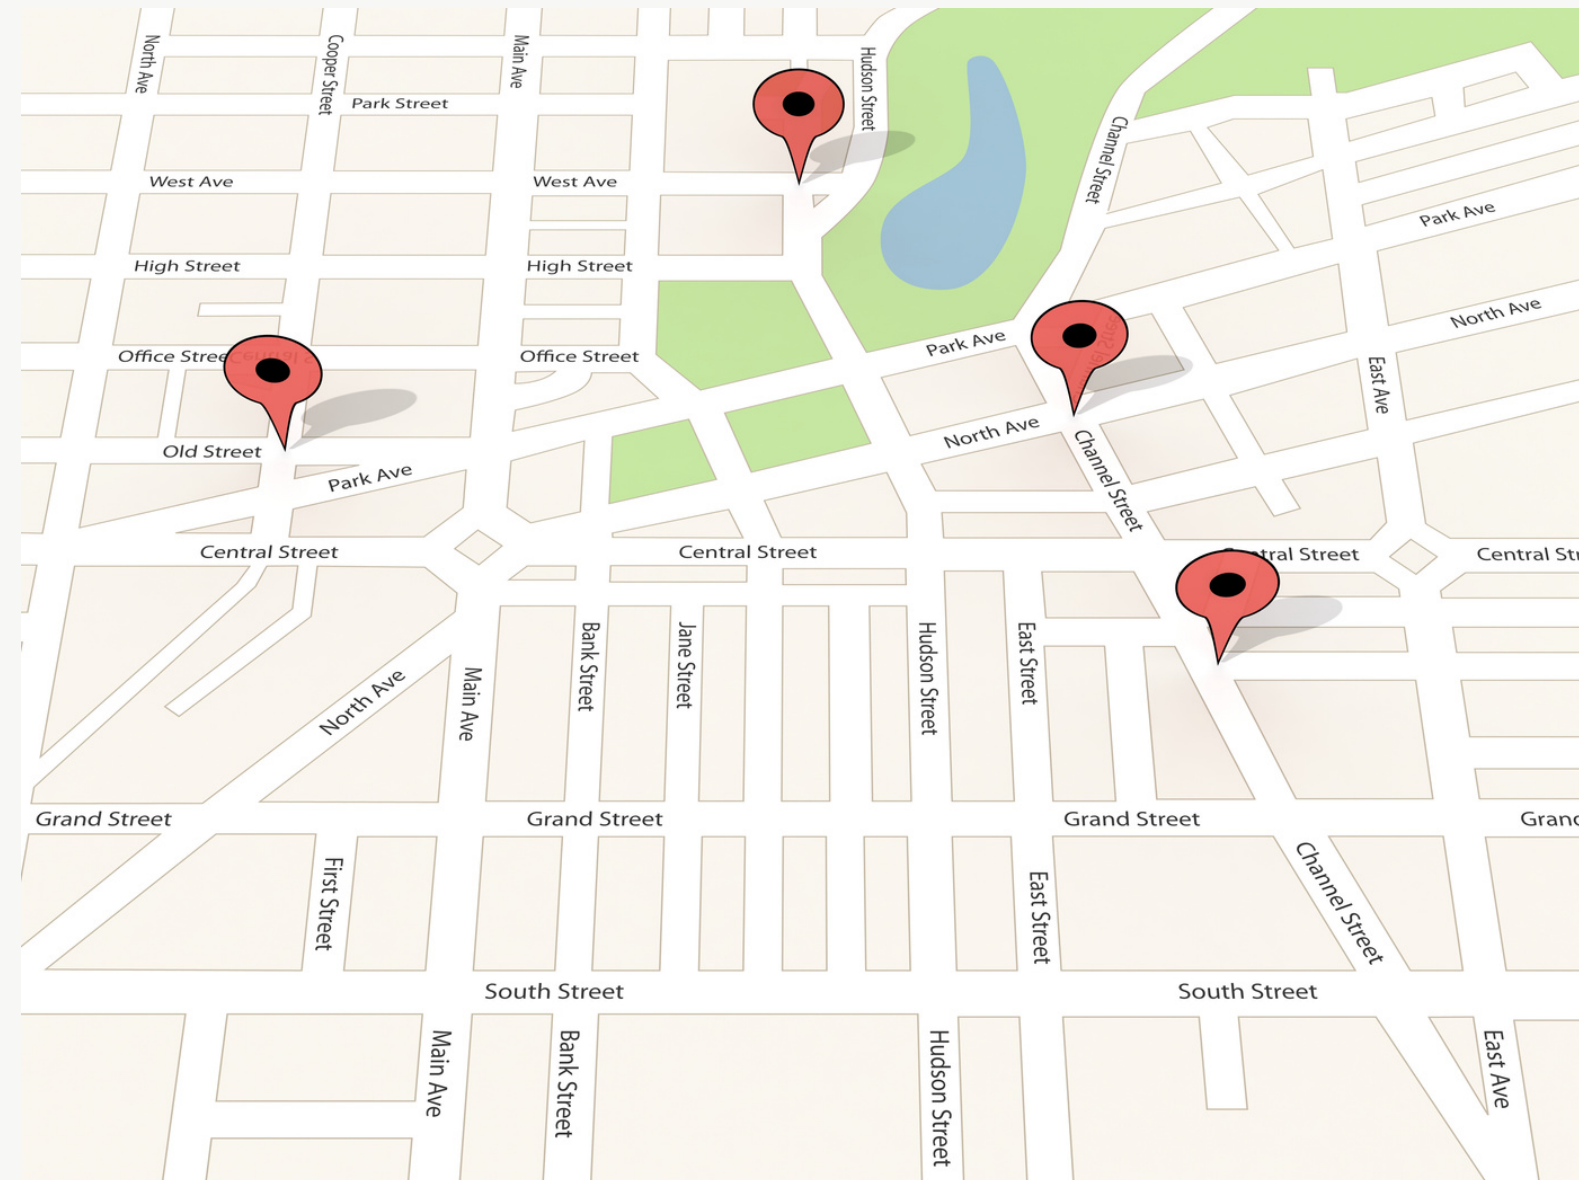 North Ave
Cooper Street
Main Ave
Hudson Street
Park Street
Channel Street
West Ave
West Ave
Park Ave
High Street
High Street
North Ave
Park Ave
Office Street
East Ave
North Ave
Old Street
Park Ave
Channel Street
Central Street
Central Street
Central
Bank Street
Jane Street
Hudson Street
East Street
North Ave
Main Ave
Grand Street
Grand Street
Grand Street
First Street
East Street
Channel Street
South Street
South Street
Main Ave
Bank Street
Hudson Street
East Ave